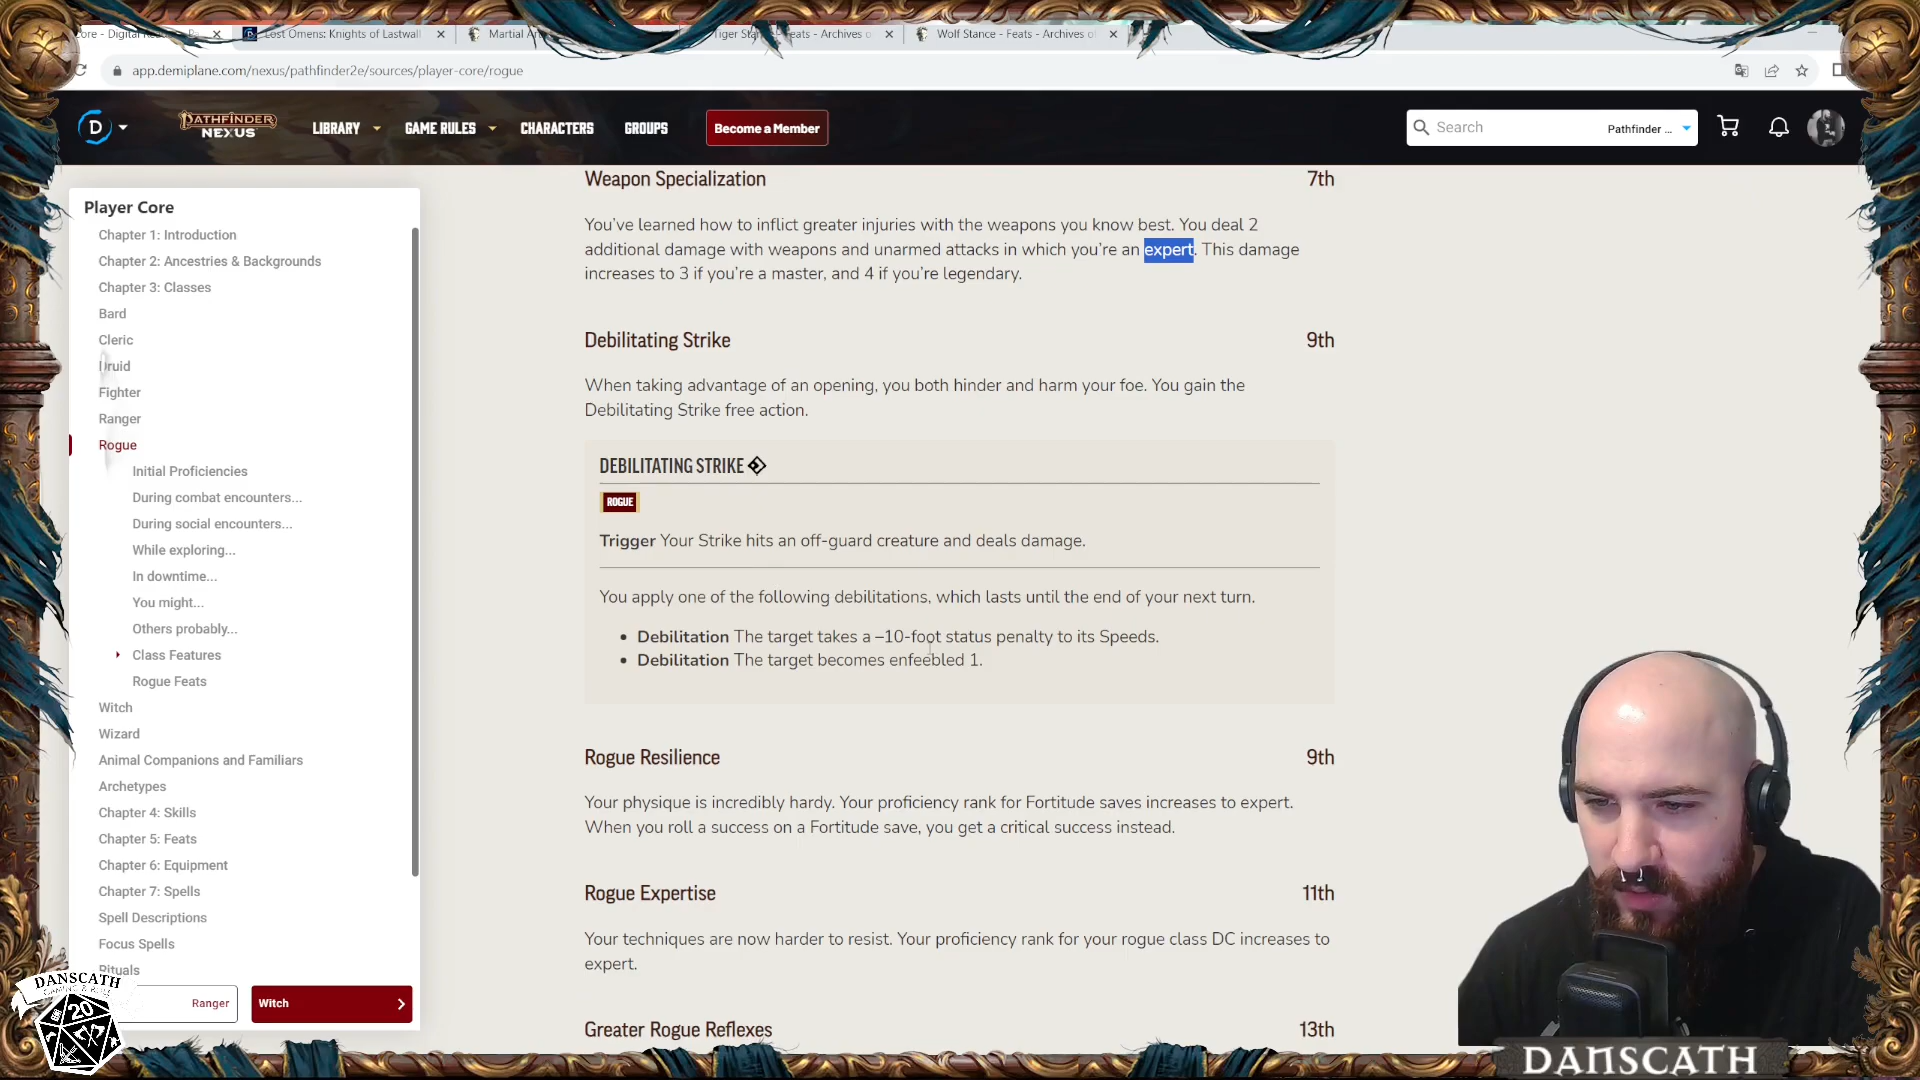 Core - Digital Rea
Lost Omens: Knights of Lastwall
Martial Ar
Tiger Sta
Feats - Archives o
Wolf Stance - Feats - Archives of
app.demiplane.com/nexus/pathfinder2e/sources/player-core/rogue
D
PATHFINDER
NEXUS
LIBRARY
GAME RULES
CHARACTERS
GROUPS
Become a Member
Search
Pathfinder ...
Player Core
Chapter 1: Introduction
Chapter 2: Ancestries & Backgrounds
Chapter 3: Classes
Bard
Cleric
Druid
Fighter
Ranger
Rogue
Initial Proficiencies
During combat encounters...
During social encounters...
While exploring...
In downtime...
You might...
Others probably...
Class Features
Rogue Feats
Witch
Wizard
Animal Companions and Familiars
Archetypes
Chapter 4: Skills
Chapter 5: Feats
Chapter 6: Equipment
Chapter 7: Spells
Spell Descriptions
Focus Spells
Rituals
Ranger
Witch
Weapon Specialization 7th
You’ve learned how to inflict greater injuries with the weapons you know best. You deal 2
additional damage with weapons and unarmed attacks in which you’re an expert. This damage
increases to 3 if you’re a master, and 4 if you’re legendary.
Debilitating Strike 9th
When taking advantage of an opening, you both hinder and harm your foe. You gain the
Debilitating Strike free action.
DEBILITATING STRIKE
ROGUE
Trigger Your Strike hits an off-guard creature and deals damage.
You apply one of the following debilitations, which lasts until the end of your next turn.
• Debilitation The target takes a –10-foot status penalty to its Speeds.
• Debilitation The target becomes enfeebled 1.
Rogue Resilience 9th
Your physique is incredibly hardy. Your proficiency rank for Fortitude saves increases to expert.
When you roll a success on a Fortitude save, you get a critical success instead.
Rogue Expertise 11th
Your techniques are now harder to resist. Your proficiency rank for your rogue class DC increases to
expert.
Greater Rogue Reflexes 13th
DANSCATH
20
DANSCATH